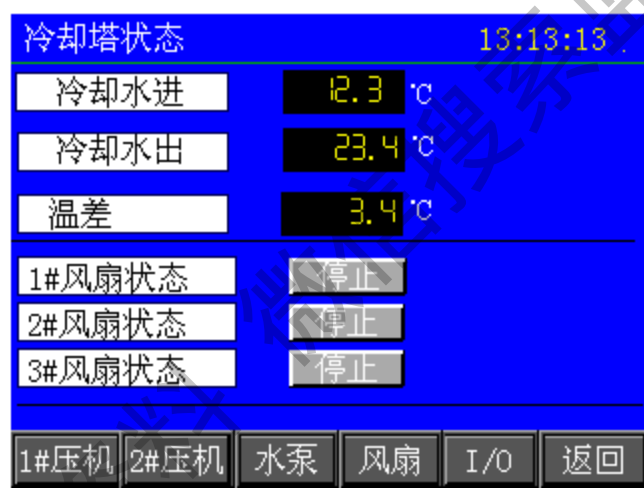 冷却塔状态 13:13:13
冷却水进 12.3 ℃
冷却水出 23.4 ℃
温差 3.4 ℃
1#风扇状态 停止
2#风扇状态 停止
3#风扇状态 停止
1#压机 2#压机 水泵 风扇 I/O 返回